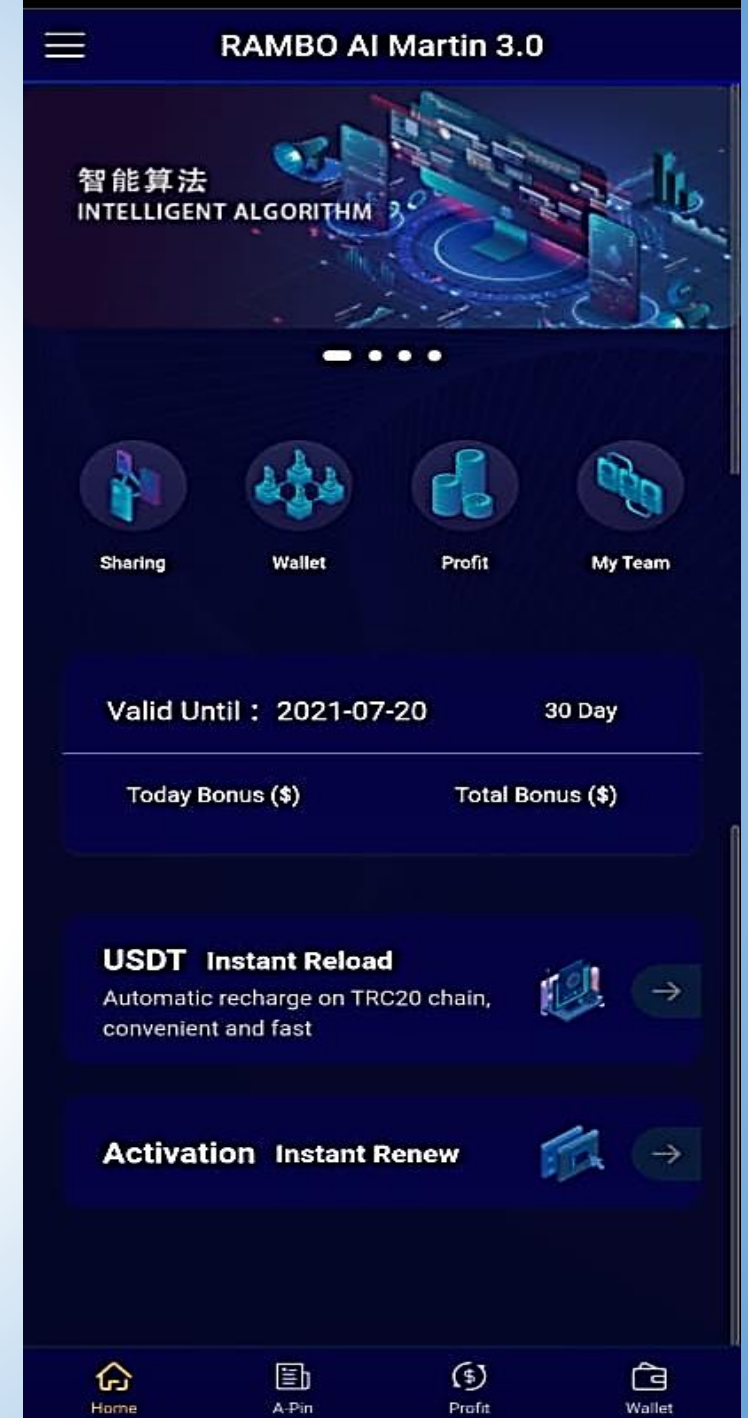 RAMBO AI Martin 3.0
智能算法
INTELLIGENT ALGORITHM
Sharing Wallet Profit My Team
Valid Until： 2021-07-20 30 Day
Today Bonus ($) Total Bonus ($)
USDT Instant Reload
Automatic recharge on TRC20 chain,
convenient and fast
Activation Instant Renew
Home A-Pin Profit Wallet